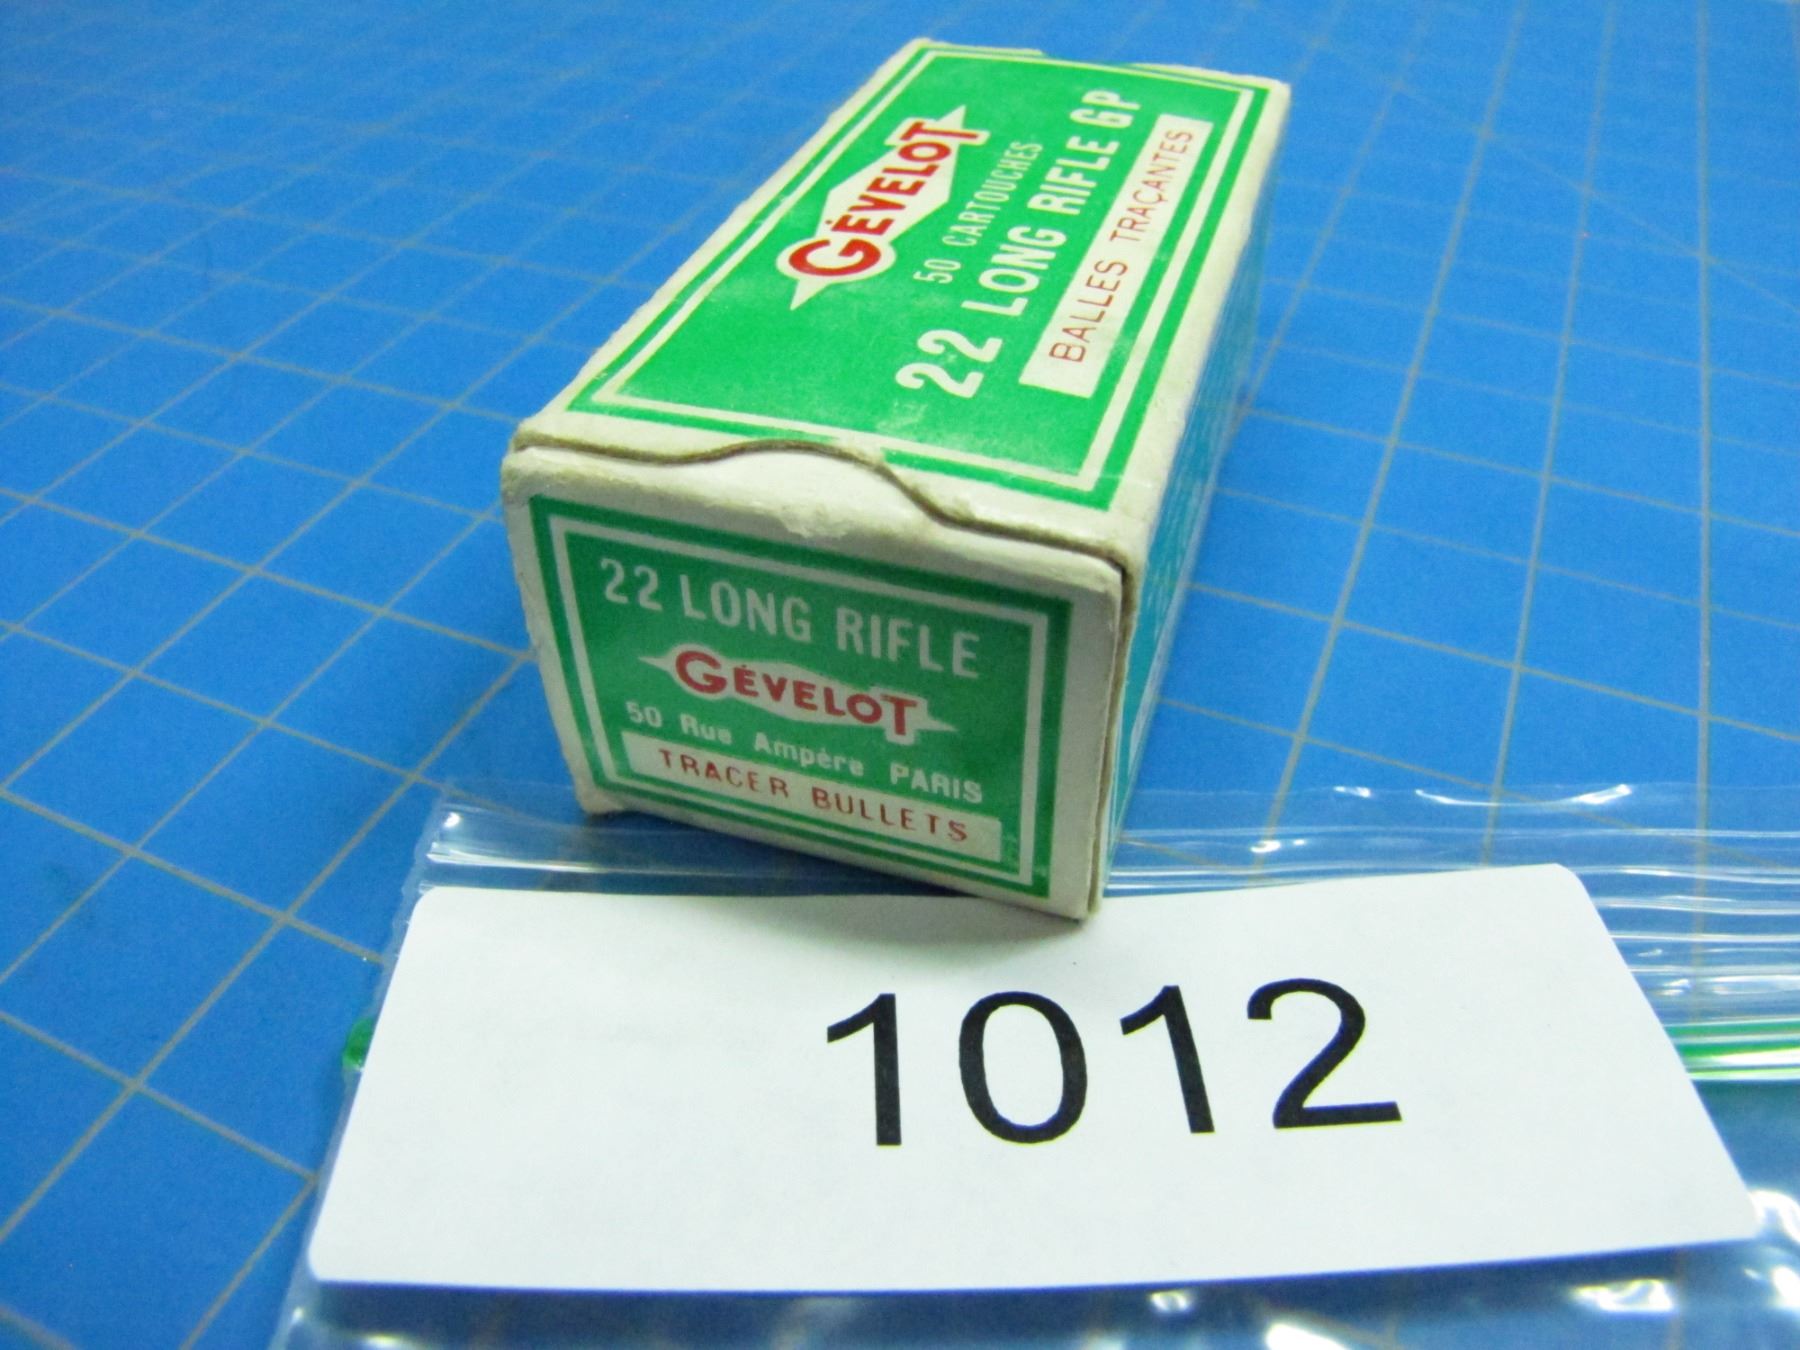 GÉVELOT
50 CARTOUCHES
22 LONG RIFLE GP
BALLES TRAÇANTES
22 LONG RIFLE
GÉVELOT
50 Rue Ampère PARIS
TRACER BULLETS
1012